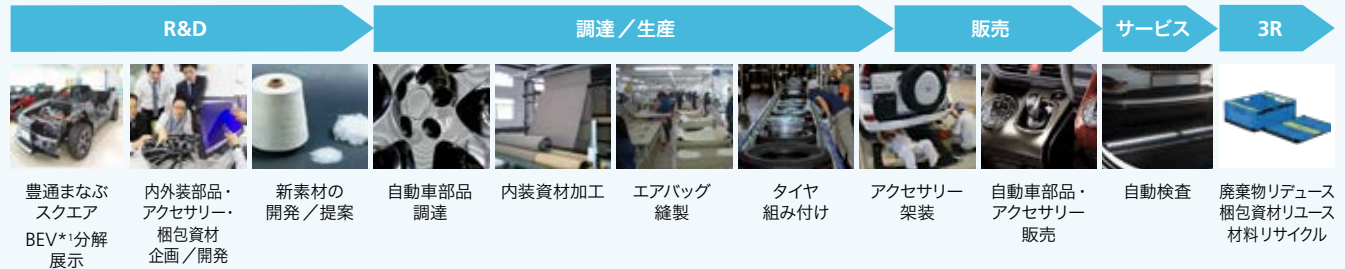 R&D
調達／生産
販売
サービス
3R
豊通まなぶ
スクエア
BEV*1分解
展示
内外装部品・
アクセサリー・
梱包資材
企画／開発
新素材の
開発／提案
自動車部品
調達
内装資材加工
エアバッグ
縫製
タイヤ
組み付け
アクセサリー
架装
自動車部品・
アクセサリー
販売
自動検査
廃棄物リデュース
梱包資材リユース
材料リサイクル